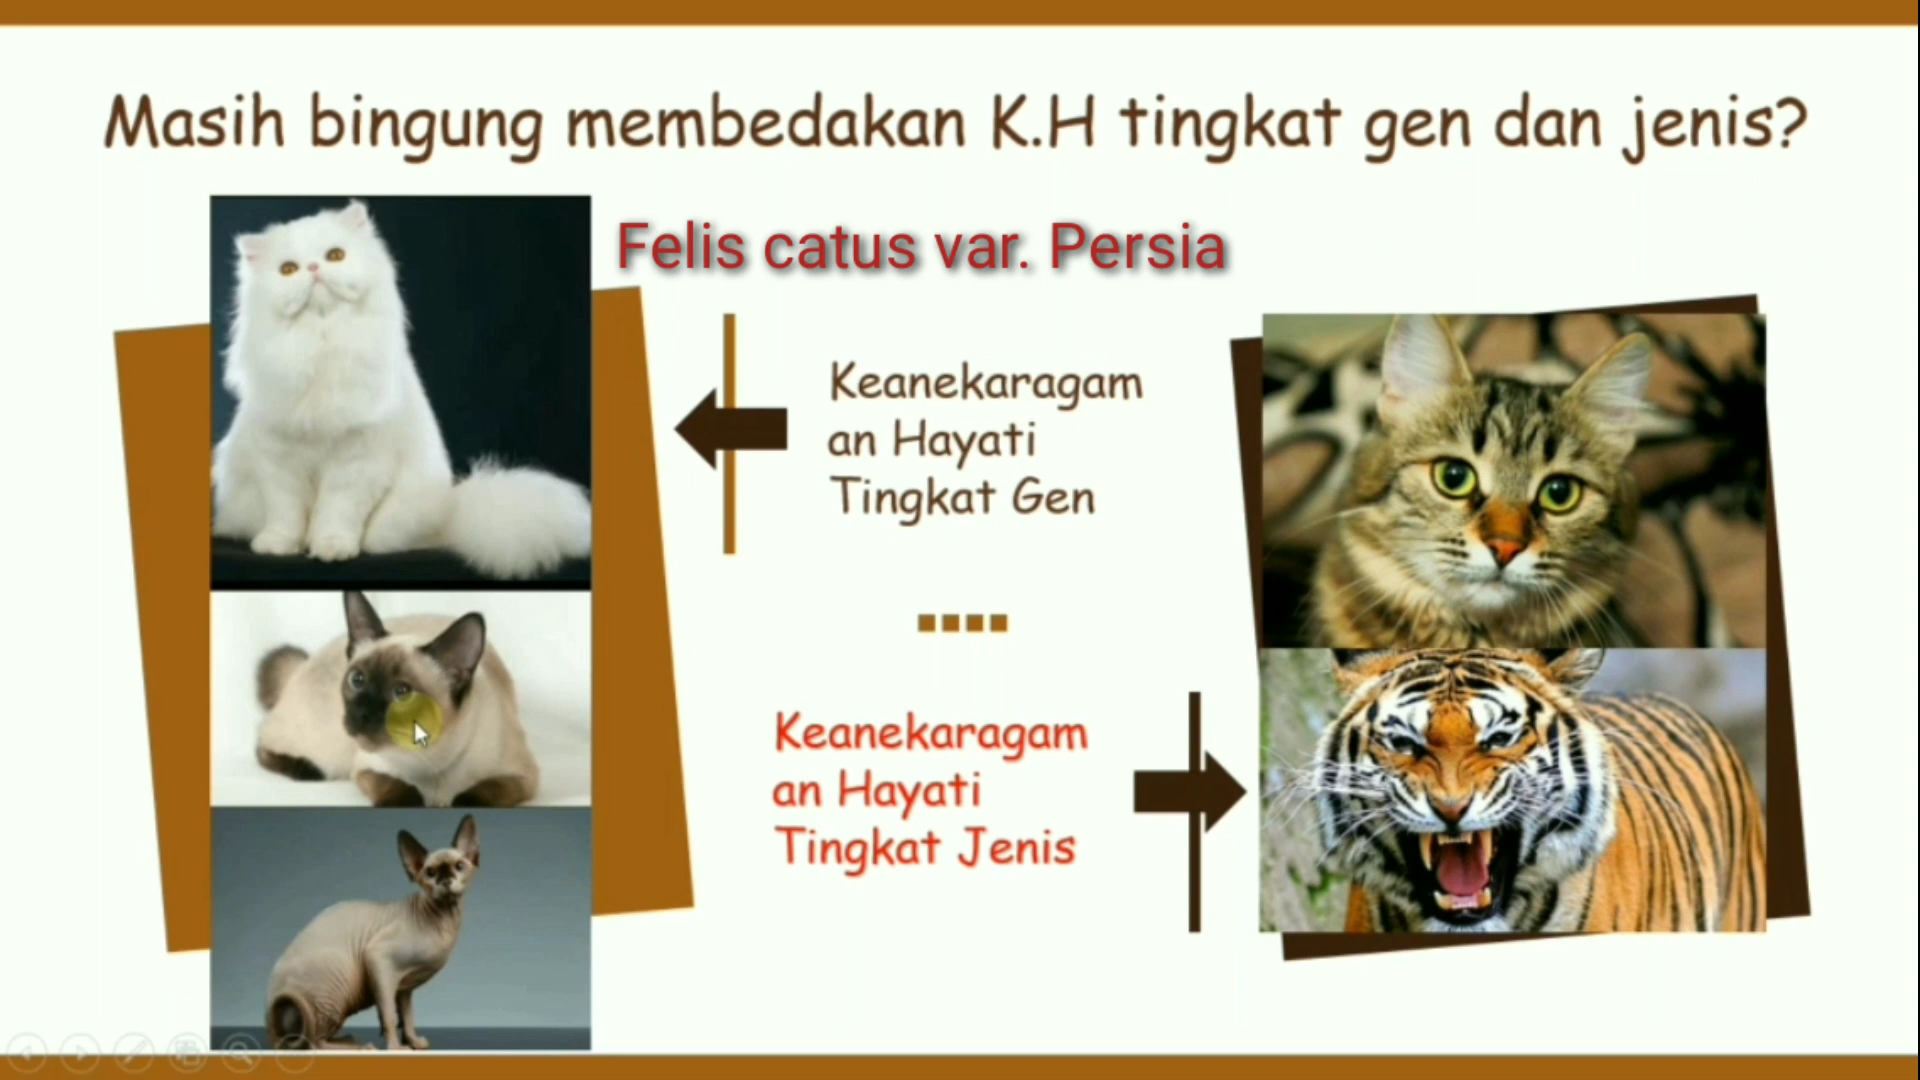 Masih bingung membedakan K.H tingkat gen dan jenis?
Felis catus var. Persia
Keanekaragam
an Hayati
Tingkat Gen
Keanekaragam
an Hayati
Tingkat Jenis